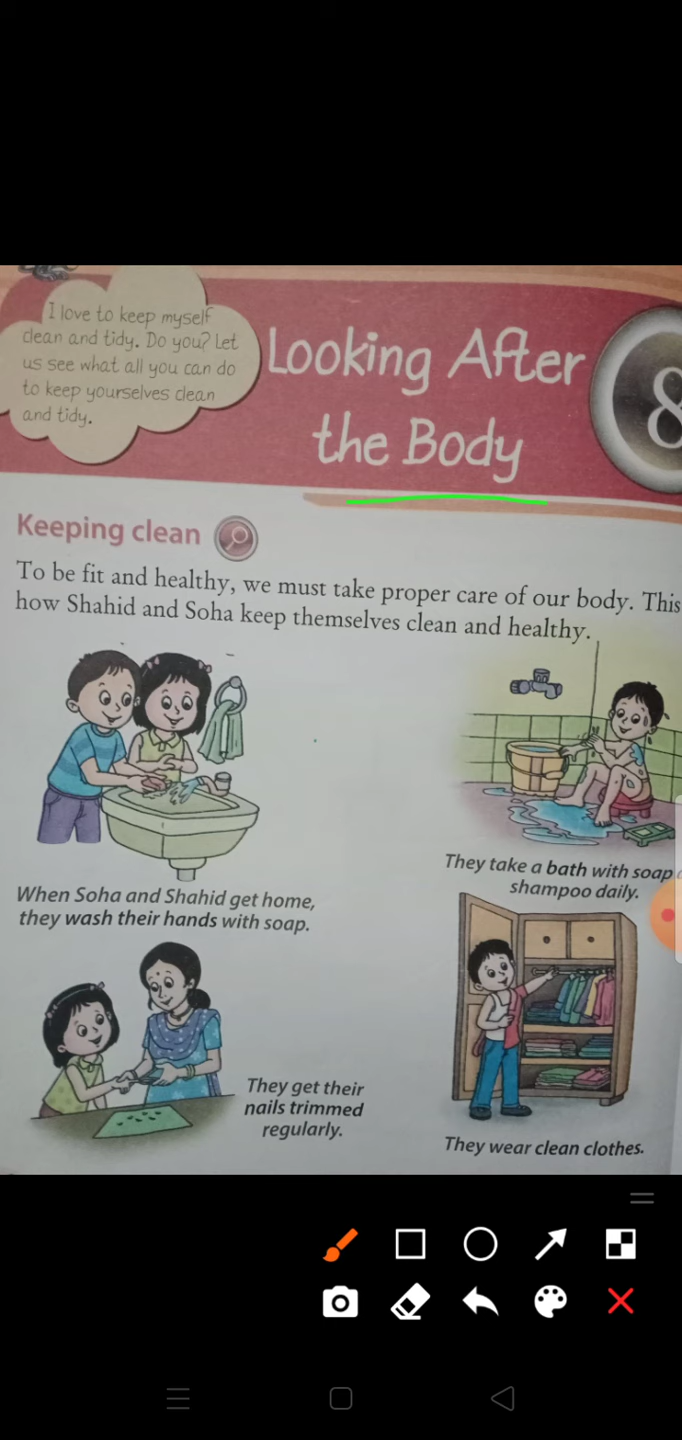 I love to keep myself
clean and tidy. Do you? Let
us see what all you can do
to keep yourselves clean
and tidy.
Looking After
the Body
8
Keeping clean
To be fit and healthy, we must take proper care of our body. This
how Shahid and Soha keep themselves clean and healthy.
When Soha and Shahid get home,
they wash their hands with soap.
They take a bath with soap
shampoo daily.
They get their
nails trimmed
regularly.
They wear clean clothes.